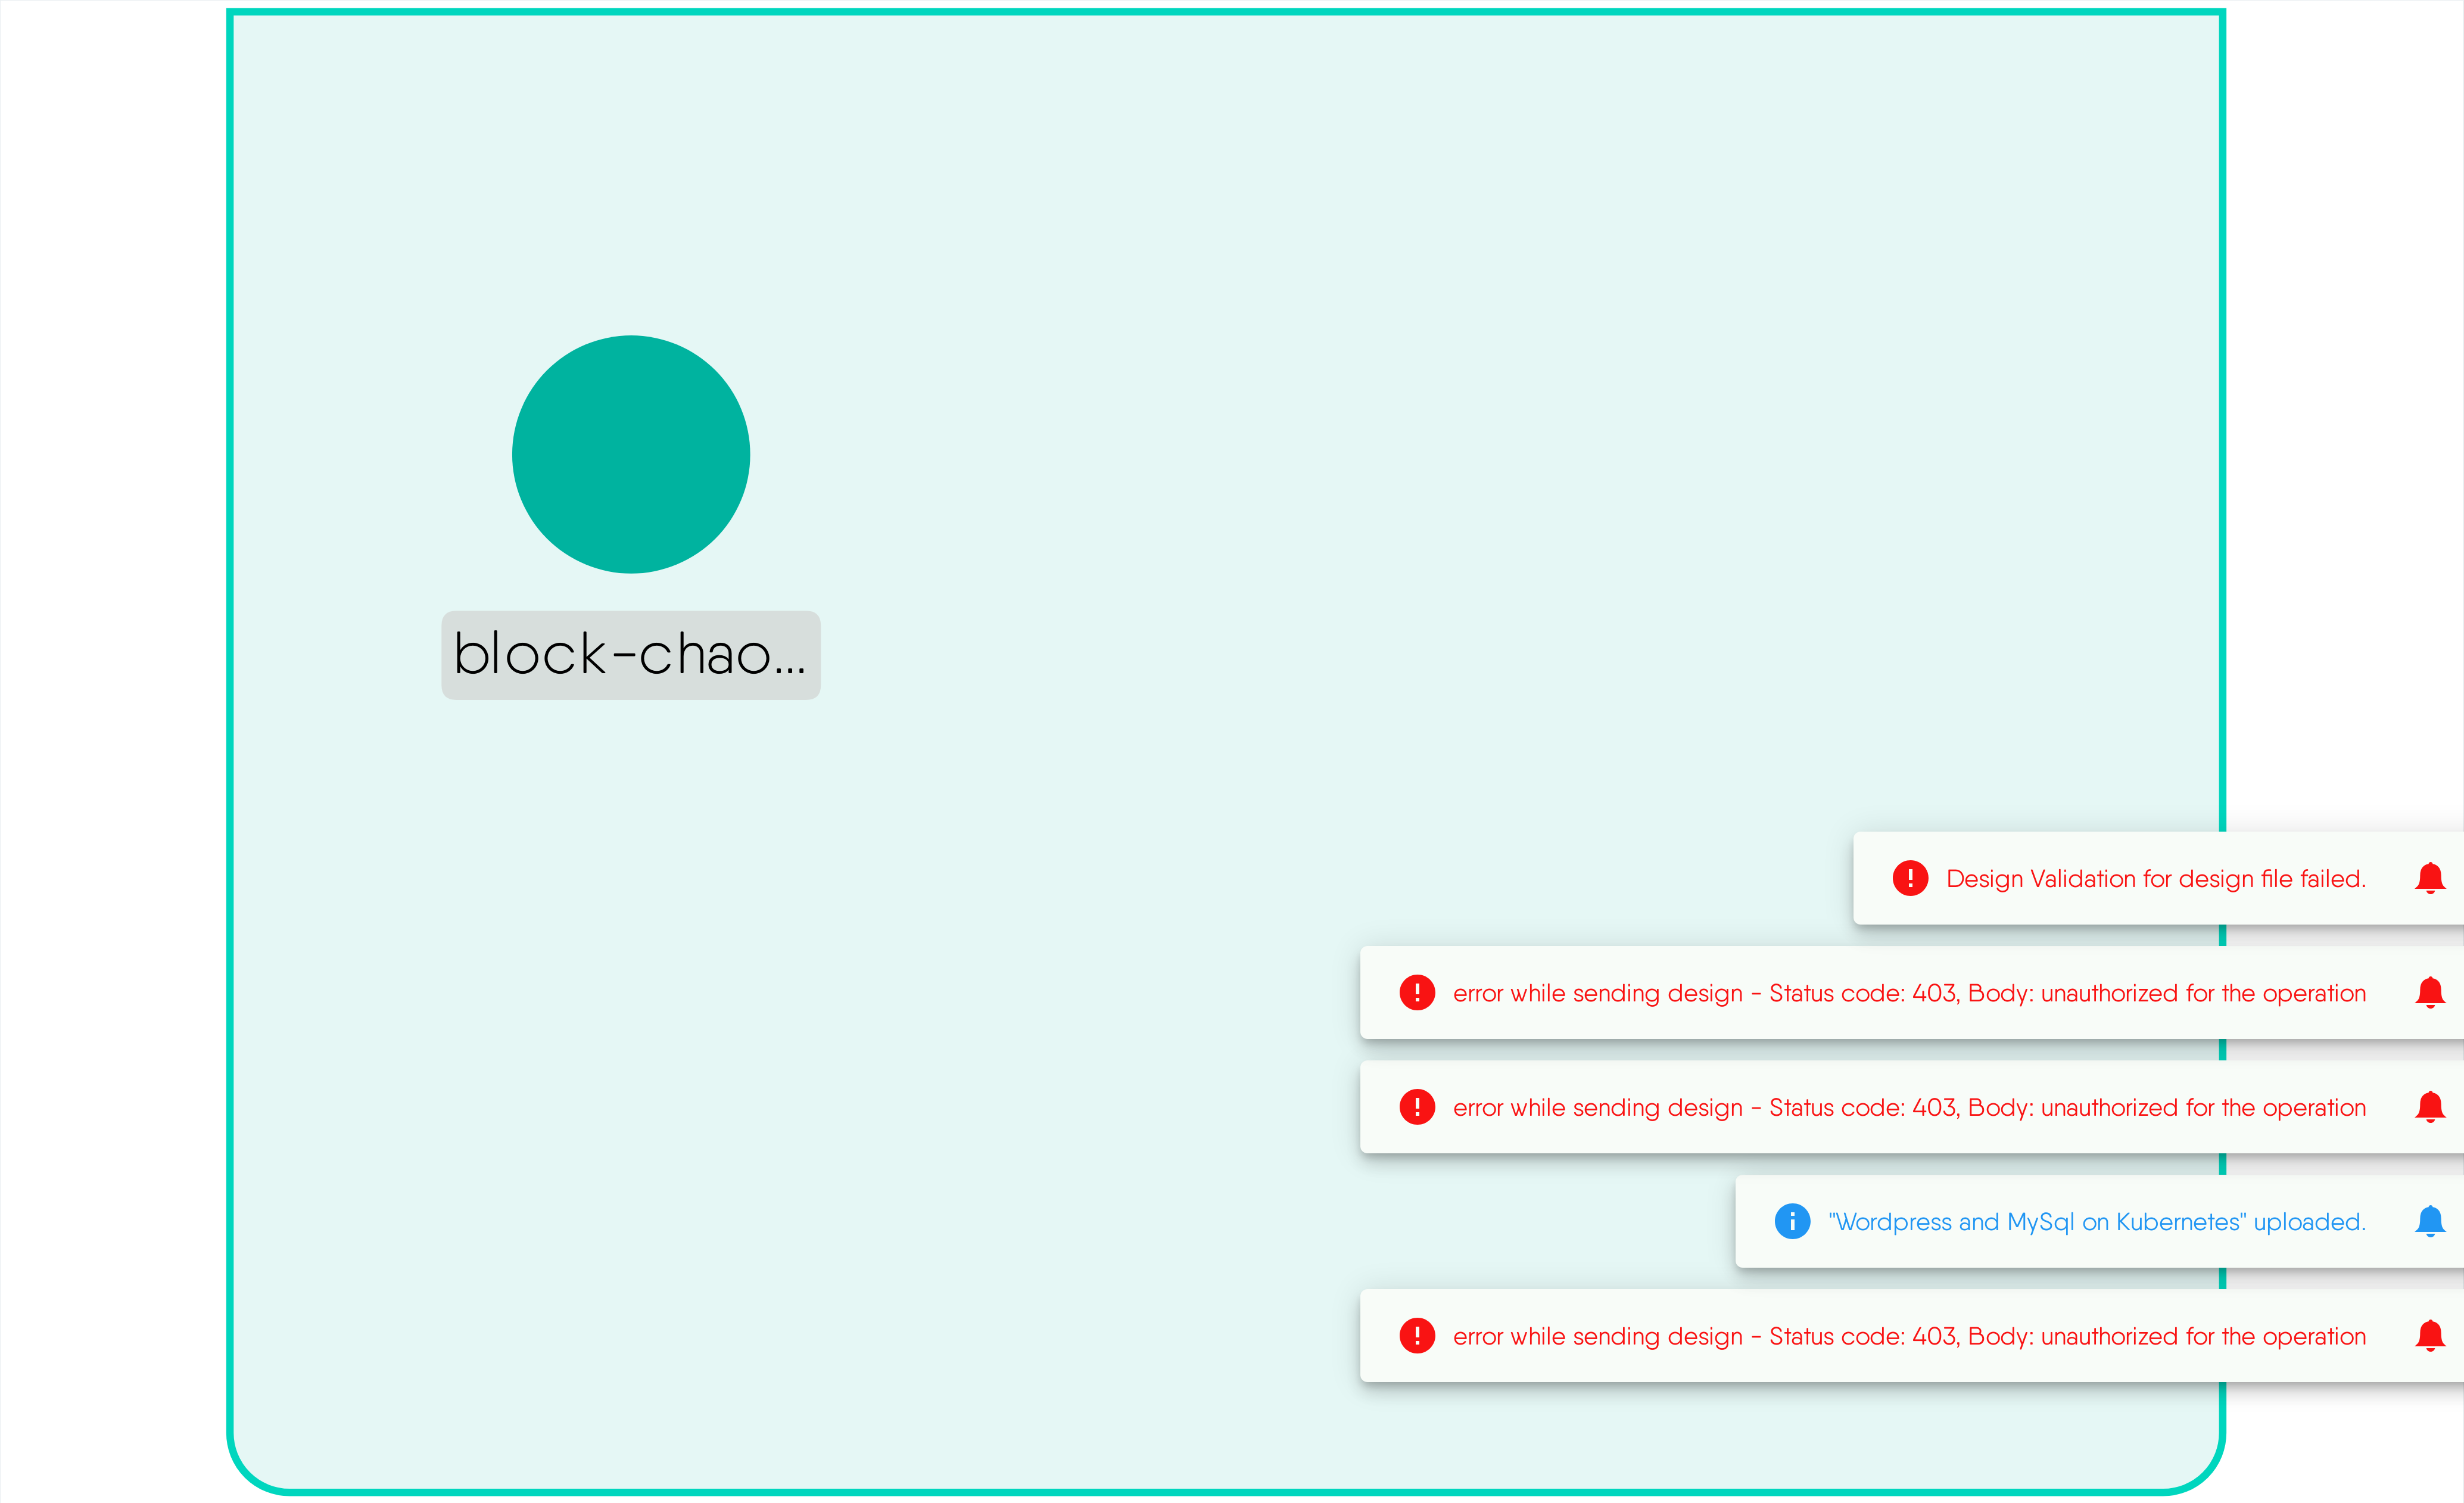 block-chao...
Design Validation for design file failed.
error while sending design - Status code: 403, Body: unauthorized for the operation
error while sending design - Status code: 403, Body: unauthorized for the operation
"Wordpress and MySql on Kubernetes" uploaded.
error while sending design - Status code: 403, Body: unauthorized for the operation